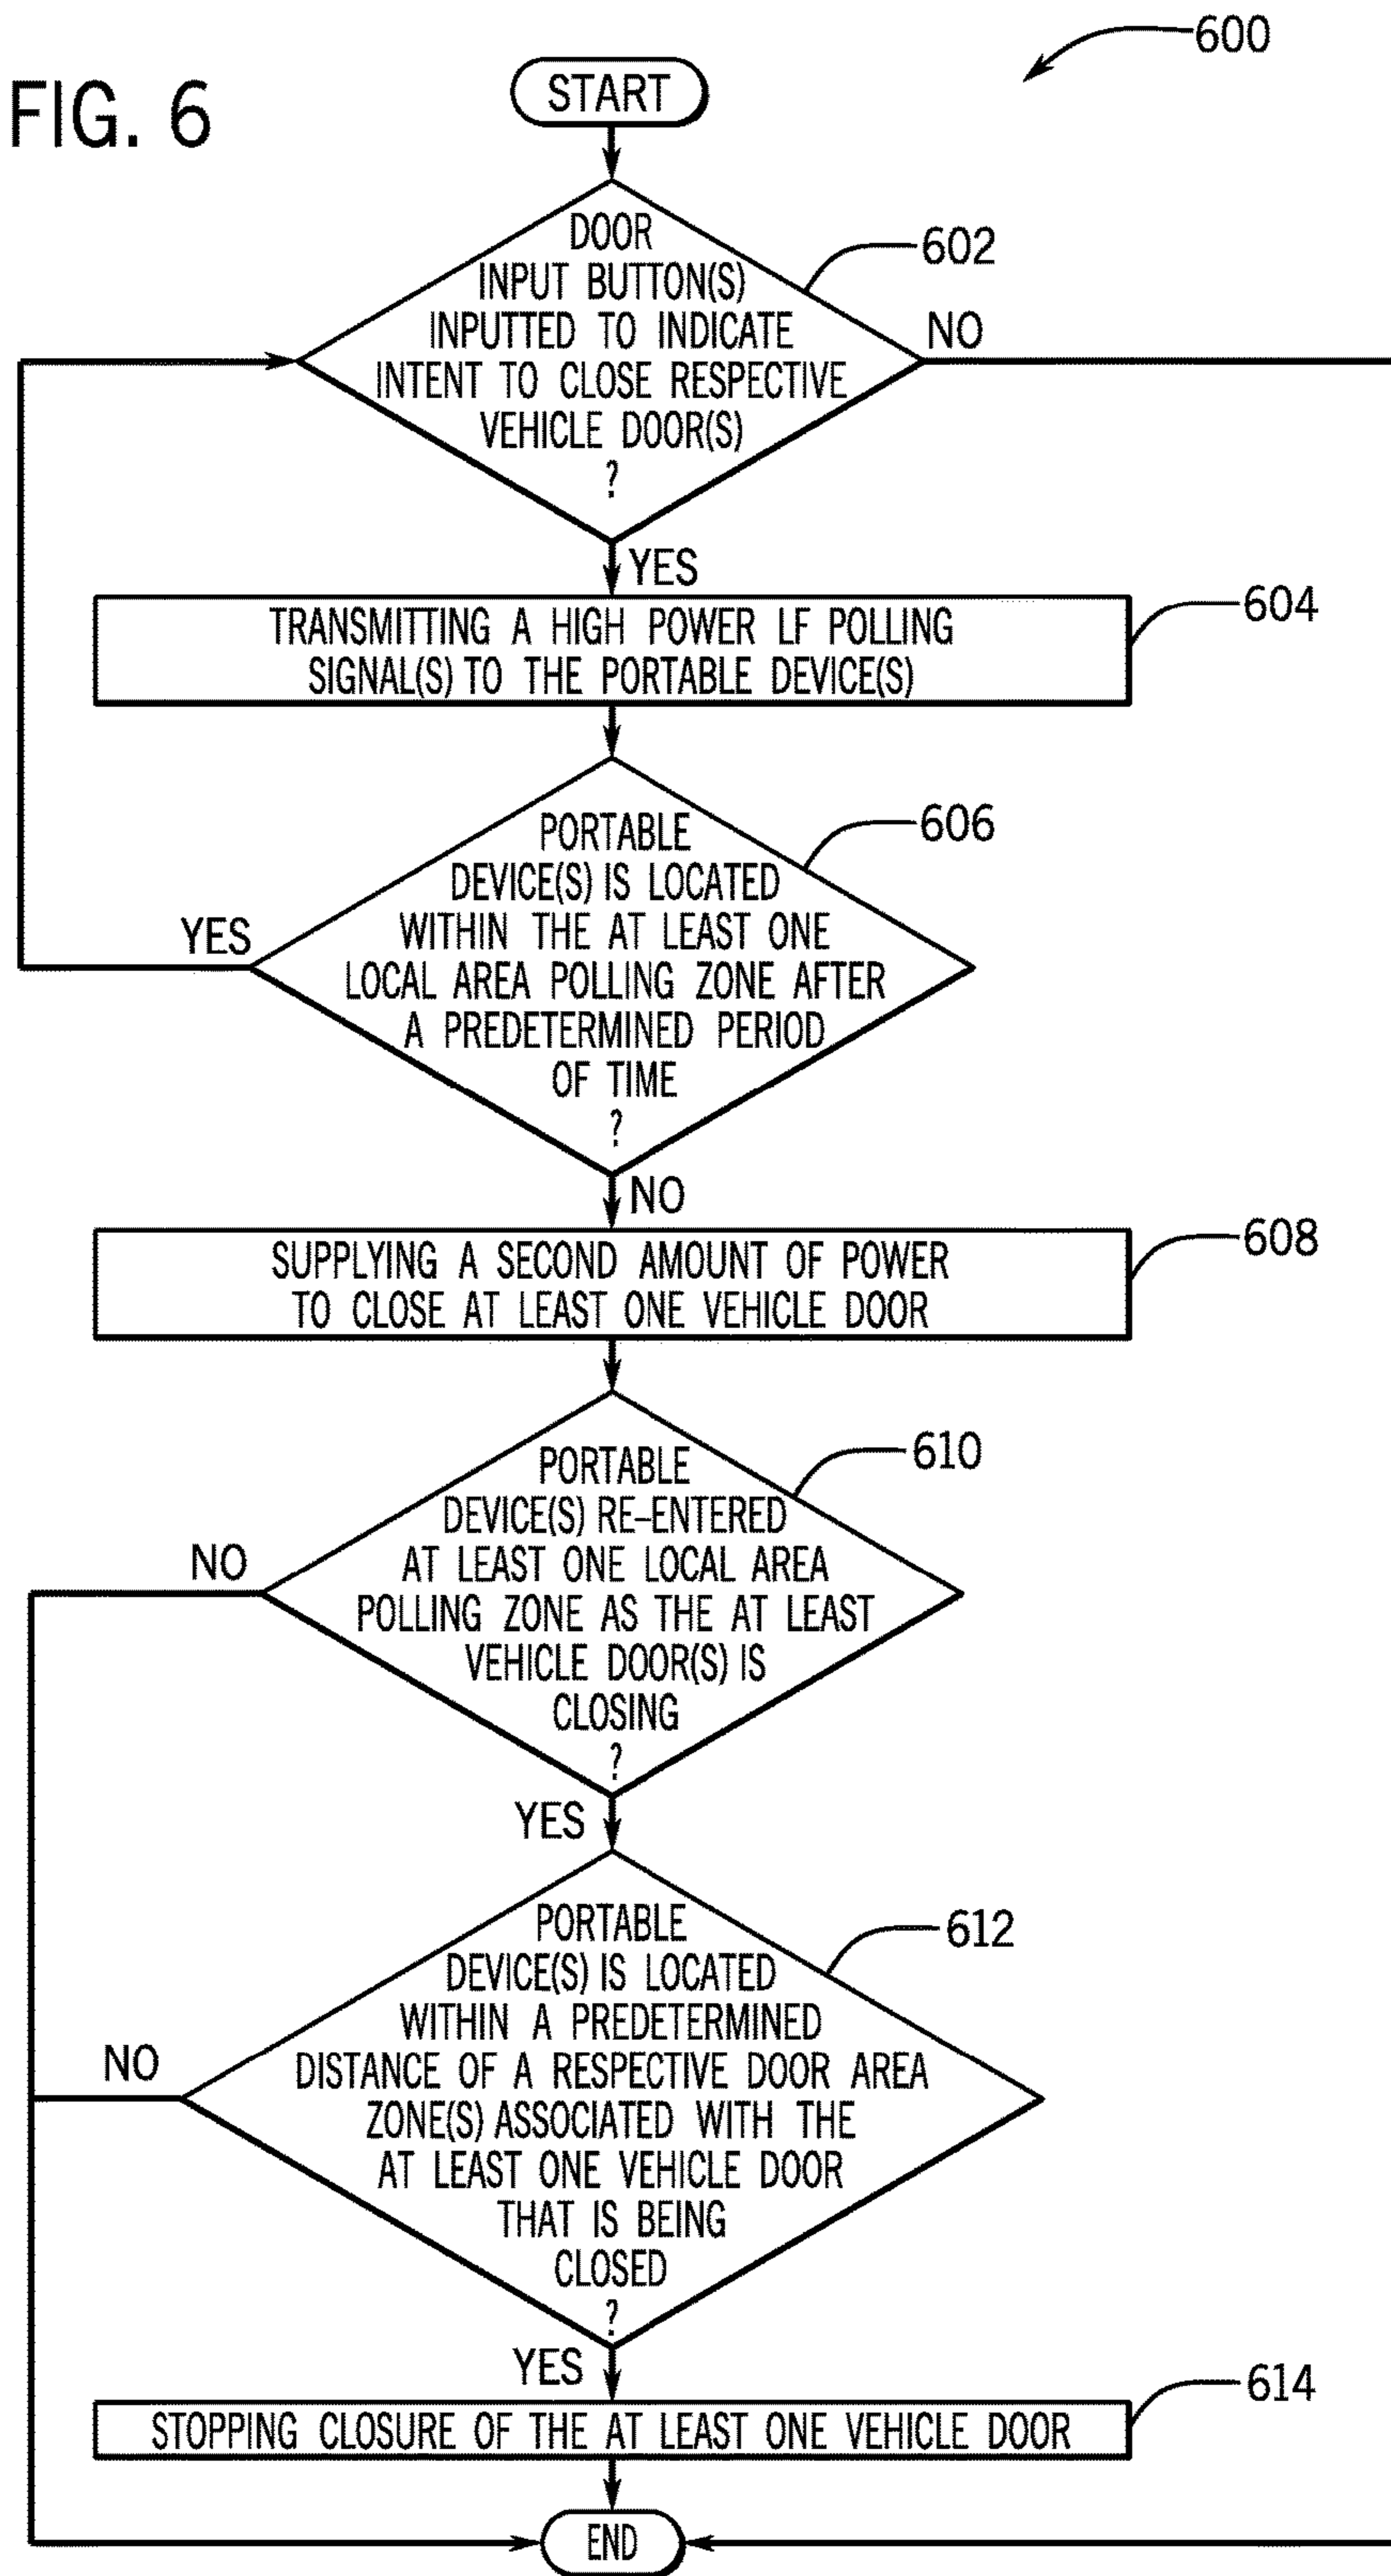 600
FIG. 6
START
DOOR
INPUT BUTTON(S)
INPUTTED TO INDICATE
INTENT TO CLOSE RESPECTIVE
VEHICLE DOOR(S)
?
602
NO
YES
TRANSMITTING A HIGH POWER LF POLLING
SIGNAL(S) TO THE PORTABLE DEVICE(S)
604
PORTABLE
DEVICE(S) IS LOCATED
WITHIN THE AT LEAST ONE
LOCAL AREA POLLING ZONE AFTER
A PREDETERMINED PERIOD
OF TIME
?
606
YES
NO
SUPPLYING A SECOND AMOUNT OF POWER
TO CLOSE AT LEAST ONE VEHICLE DOOR
608
PORTABLE
DEVICE(S) RE-ENTERED
AT LEAST ONE LOCAL AREA
POLLING ZONE AS THE AT LEAST
VEHICLE DOOR(S) IS
CLOSING
?
610
NO
YES
PORTABLE
DEVICE(S) IS LOCATED
WITHIN A PREDETERMINED
DISTANCE OF A RESPECTIVE DOOR AREA
ZONE(S) ASSOCIATED WITH THE
AT LEAST ONE VEHICLE DOOR
THAT IS BEING
CLOSED
?
612
NO
YES
STOPPING CLOSURE OF THE AT LEAST ONE VEHICLE DOOR
614
END